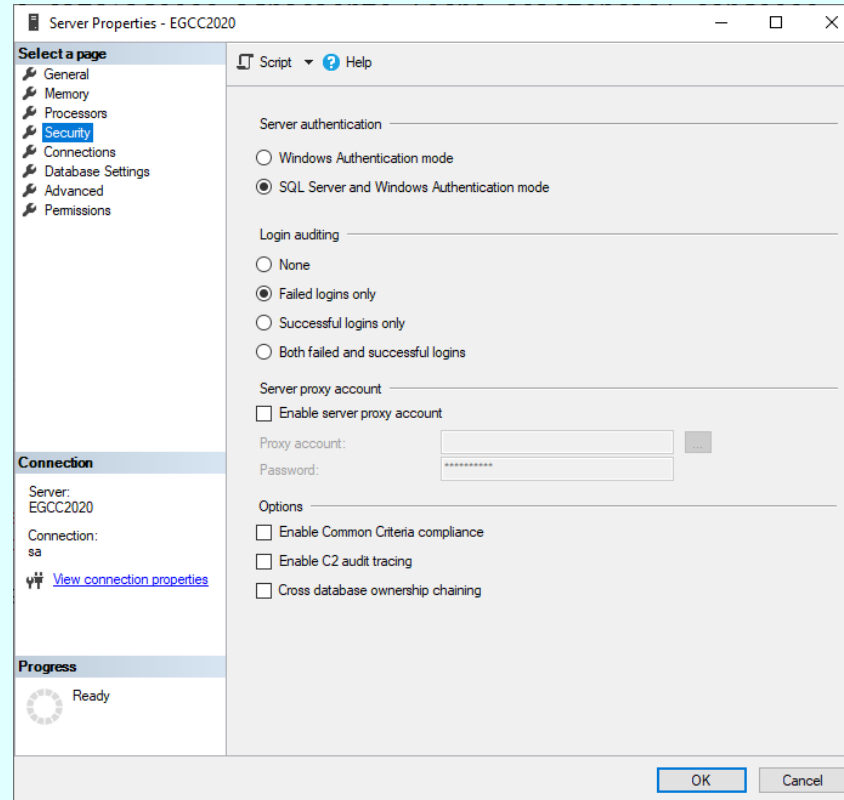 Server Properties - EGCC2020
Select a page
General
Memory
Processors
Security
Connections
Database Settings
Advanced
Permissions
Script
Help
Server authentication
Windows Authentication mode
SQL Server and Windows Authentication mode
Login auditing
None
Failed logins only
Successful logins only
Both failed and successful logins
Server proxy account
Enable server proxy account
Proxy account:
...
Password:
**********
Options
Enable Common Criteria compliance
Enable C2 audit tracing
Cross database ownership chaining
Connection
Server:
EGCC2020
Connection:
sa
View connection properties
Progress
Ready
OK
Cancel